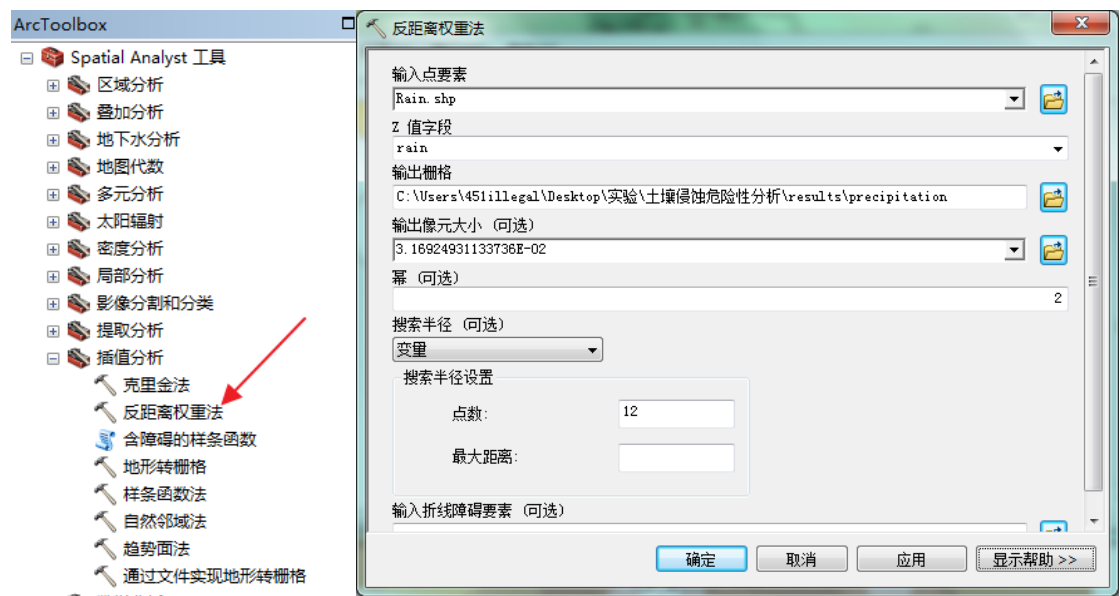 ArcToolbox
Spatial Analyst 工具
区域分析
叠加分析
地下水分析
地图代数
多元分析
太阳辐射
密度分析
局部分析
影像分割和分类
提取分析
插值分析
克里金法
反距离权重法
含障碍的样条函数
地形转栅格
样条函数法
自然邻域法
趋势面法
通过文件实现地形转栅格
反距离权重法
输入点要素
Rain.shp
Z 值字段
rain
输出栅格
C:\Users\451illegal\Desktop\实验\土壤侵蚀危险性分析\results\precipitation
输出像元大小 (可选)
3.16924931133736E-02
幂 (可选)
2
搜索半径 (可选)
变量
搜索半径设置
点数: 12
最大距离:
输入折线障碍要素 (可选)
确定 取消 应用 显示帮助 >>